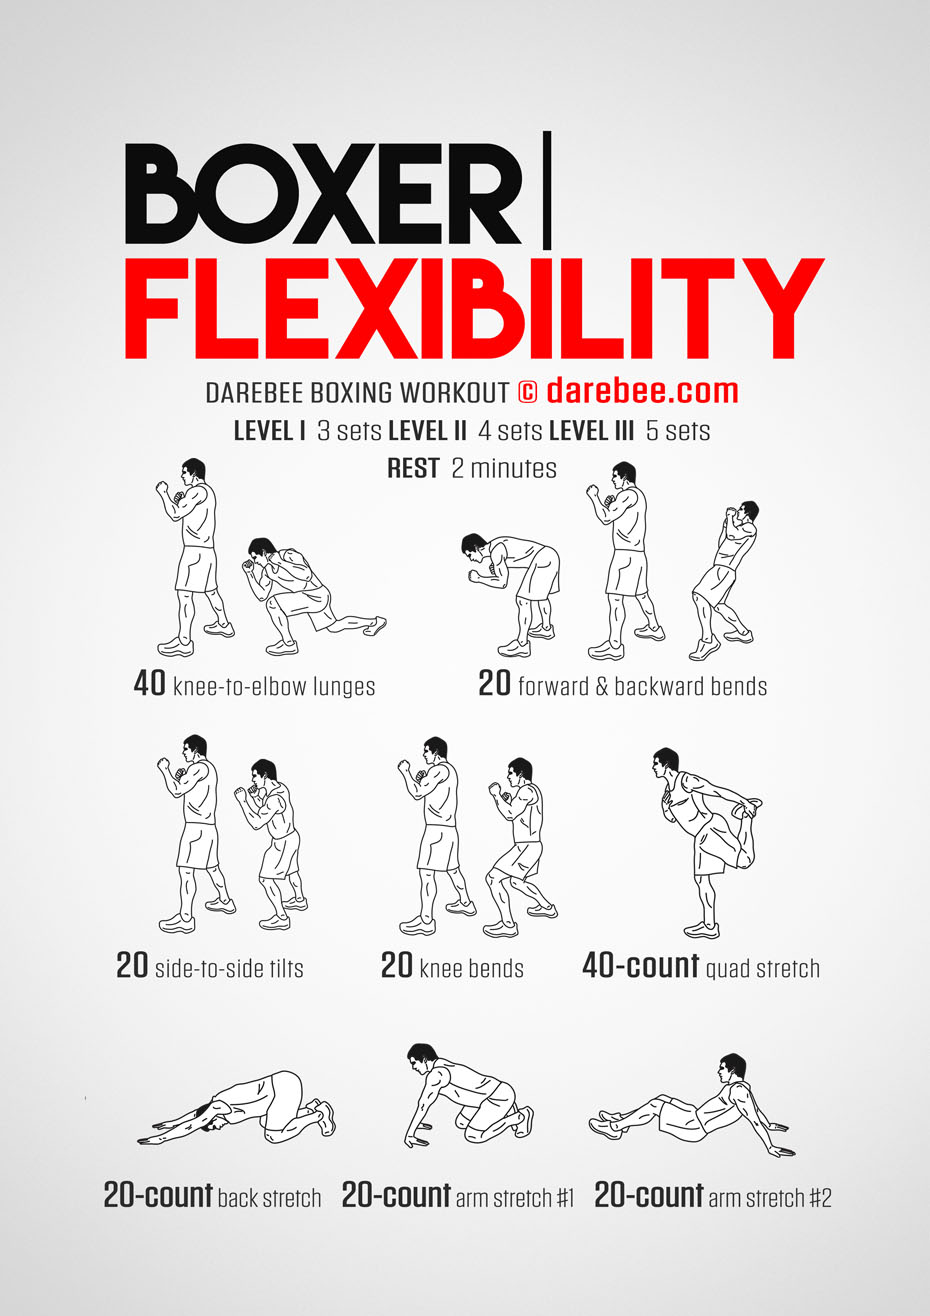 BOXER
FLEXIBILITY
DAREBEE BOXING WORKOUT © darebee.com
LEVEL I 3 sets LEVEL II 4 sets LEVEL III 5 sets
REST 2 minutes
40 knee-to-elbow lunges
20 forward & backward bends
20 side-to-side tilts
20 knee bends
40-count quad stretch
20-count back stretch
20-count arm stretch #1
20-count arm stretch #2